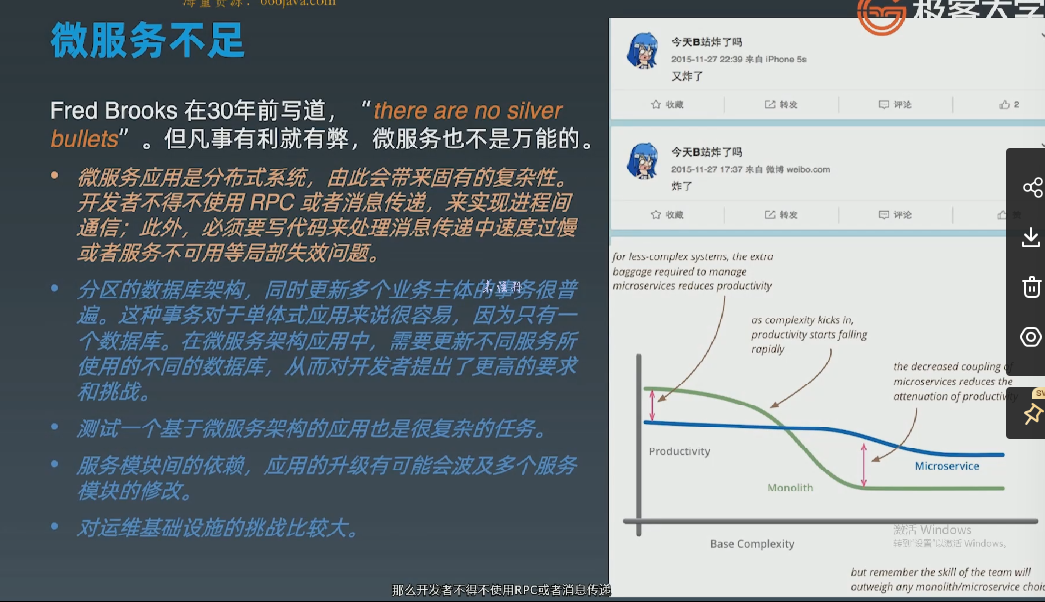 海量资源：666java.com
微服务不足
极客大学
Fred Brooks 在30年前写道，“there are no silver
bullets”。但凡事有利就有弊，微服务也不是万能的。
• 微服务应用是分布式系统，由此会带来固有的复杂性。
开发者不得不使用 RPC 或者消息传递，来实现进程间
通信；此外，必须要写代码来处理消息传递中速度过慢
或者服务不可用等局部失效问题。
• 分区的数据库架构，同时更新多个业务主体的事务很普
遍。这种事务对于单体式应用来说很容易，因为只有一
个数据库。在微服务架构应用中，需要更新不同服务所
使用的不同的数据库，从而对开发者提出了更高的要求
和挑战。
• 测试一个基于微服务架构的应用也是很复杂的任务。
• 服务模块间的依赖，应用的升级有可能会波及多个服务
模块的修改。
• 对运维基础设施的挑战比较大。
今天B站炸了吗
2015-11-27 22:39 来自 iPhone 5s
又炸了
收藏 转发 评论 2
今天B站炸了吗
2015-11-27 17:37 来自 微博 weibo.com
炸了
收藏 转发 评论
for less-complex systems, the extra
baggage required to manage
microservices reduces productivity
as complexity kicks in,
productivity starts falling
rapidly
the decreased coupling of
microservices reduces the
attenuation of productivity
Productivity
Microservice
Monolith
Base Complexity
激活 Windows
转到“设置”以激活 Windows。
but remember the skill of the team will
outweigh any monolith/microservice choi
那么开发者不得不使用RPC或者消息传递